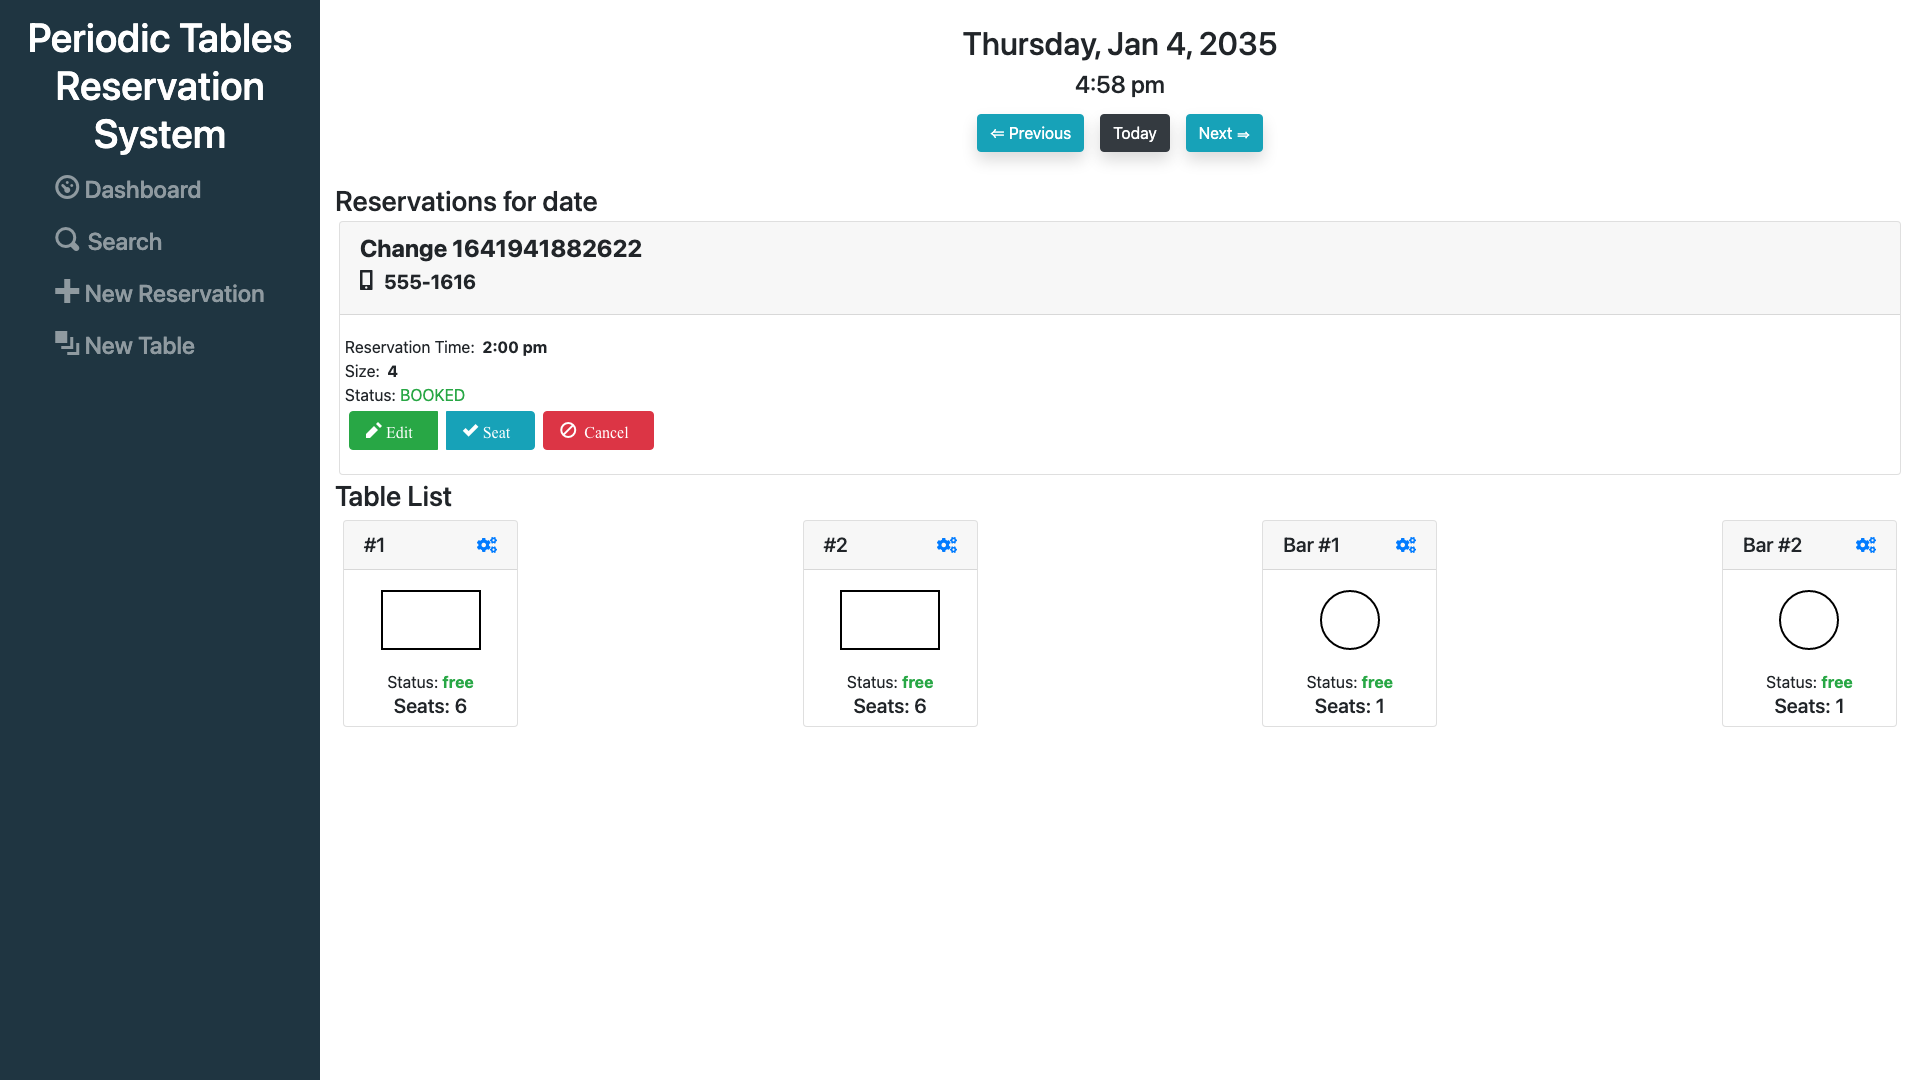 Periodic Tables
Reservation
System
Dashboard
Search
New Reservation
New Table
Thursday, Jan 4, 2035
4:58 pm
⇐ Previous
Today
Next ⇒
Reservations for date
Change 1641941882622
555-1616
Reservation Time: 2:00 pm
Size: 4
Status: BOOKED
Edit
Seat
Cancel
Table List
#1
Status: free
Seats: 6
#2
Status: free
Seats: 6
Bar #1
Status: free
Seats: 1
Bar #2
Status: free
Seats: 1